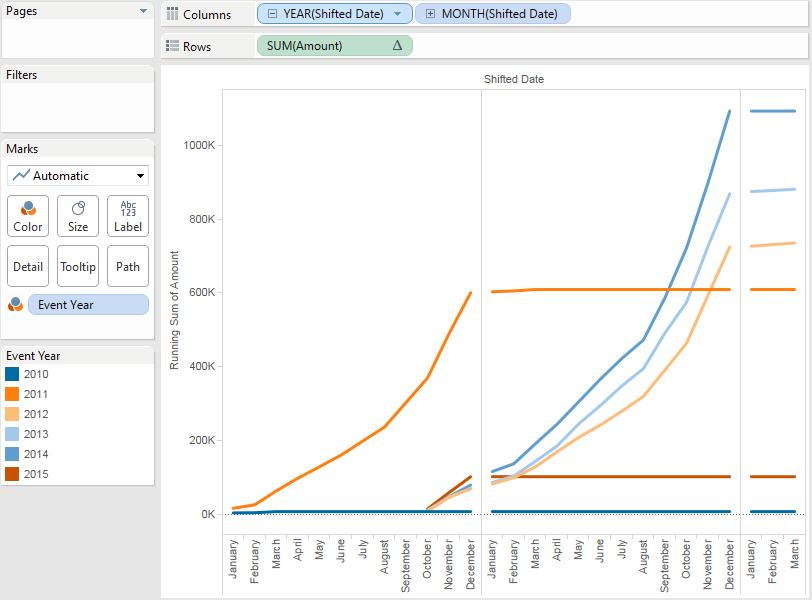 Pages
Columns
YEAR(Shifted Date)
MONTH(Shifted Date)
Rows
SUM(Amount) Δ
Filters
Marks
Automatic
Color
Size
Abc
123
Label
Detail
Tooltip
Path
Event Year
Event Year
2010
2011
2012
2013
2014
2015
Shifted Date
Running Sum of Amount
1000K
800K
600K
400K
200K
0K
January
February
March
April
May
June
July
August
September
October
November
December
January
February
March
April
May
June
July
August
September
October
November
December
January
February
March